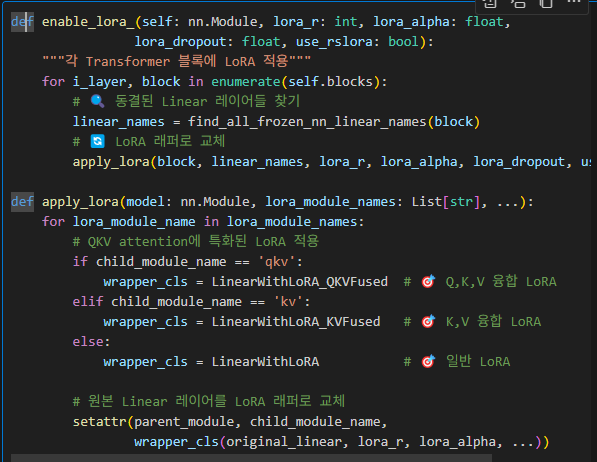 def enable_lora_(self: nn.Module, lora_r: int, lora_alpha: float,
                 lora_dropout: float, use_rslora: bool):
    """각 Transformer 블록에 LoRA 적용"""
    for i_layer, block in enumerate(self.blocks):
        # 🔍 동결된 Linear 레이어들 찾기
        linear_names = find_all_frozen_nn_linear_names(block)
        # 🔄 LoRA 래퍼로 교체
        apply_lora(block, linear_names, lora_r, lora_alpha, lora_dropout, us
def apply_lora(model: nn.Module, lora_module_names: List[str], ...):
    for lora_module_name in lora_module_names:
        # QKV attention에 특화된 LoRA 적용
        if child_module_name == 'qkv':
            wrapper_cls = LinearWithLoRA_QKVFused  # 🎯 Q,K,V 융합 LoRA
        elif child_module_name == 'kv':
            wrapper_cls = LinearWithLoRA_KVFused   # 🎯 K,V 융합 LoRA
        else:
            wrapper_cls = LinearWithLoRA           # 🎯 일반 LoRA
        # 원본 Linear 레이어를 LoRA 래퍼로 교체
        setattr(parent_module, child_module_name,
                wrapper_cls(original_linear, lora_r, lora_alpha, ...))